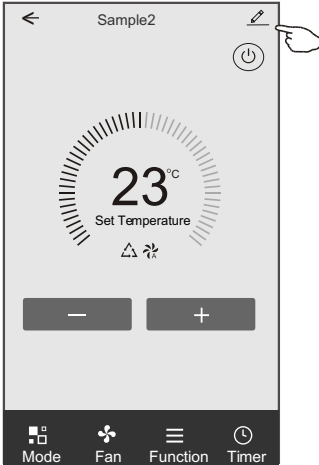 Sample2
23°C
Set Temperature
A
— +
Mode Fan Function Timer